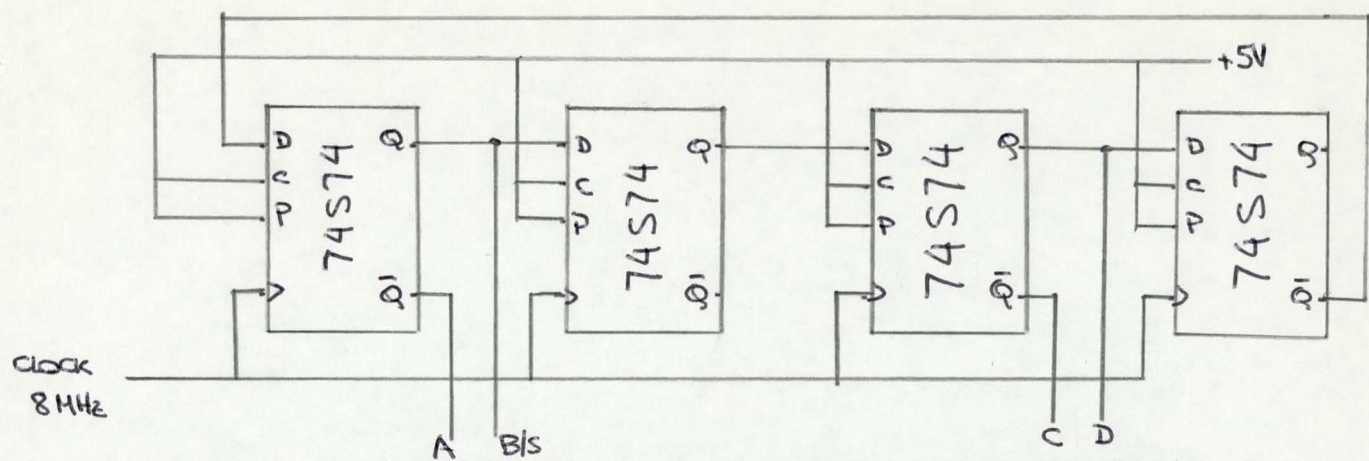 +5V
D Q D Q D Q D Q
C C C C
P P P P
74S74 74S74 74S74 74S74
Q̄ Q̄ Q̄ Q̄
CLOCK
8 MHz
A B/S C D